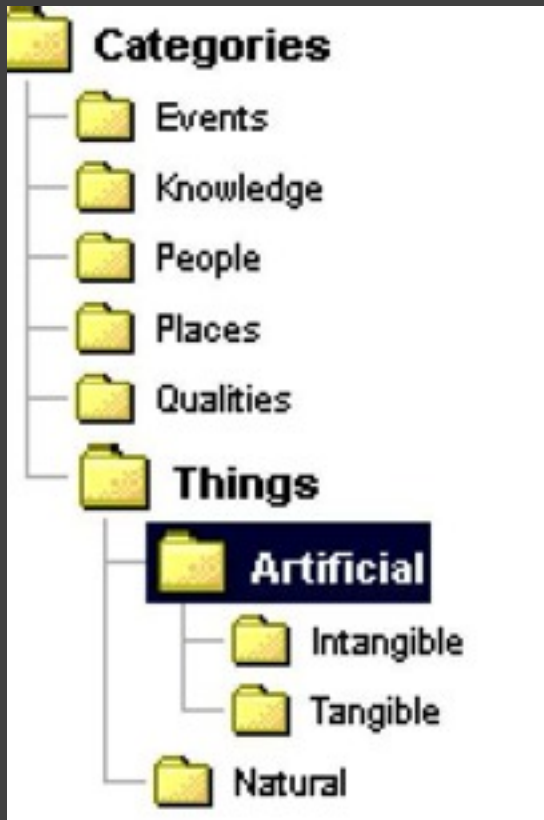 Categories
Events
Knowledge
People
Places
Qualities
Things
Artificial
Intangible
Tangible
Natural